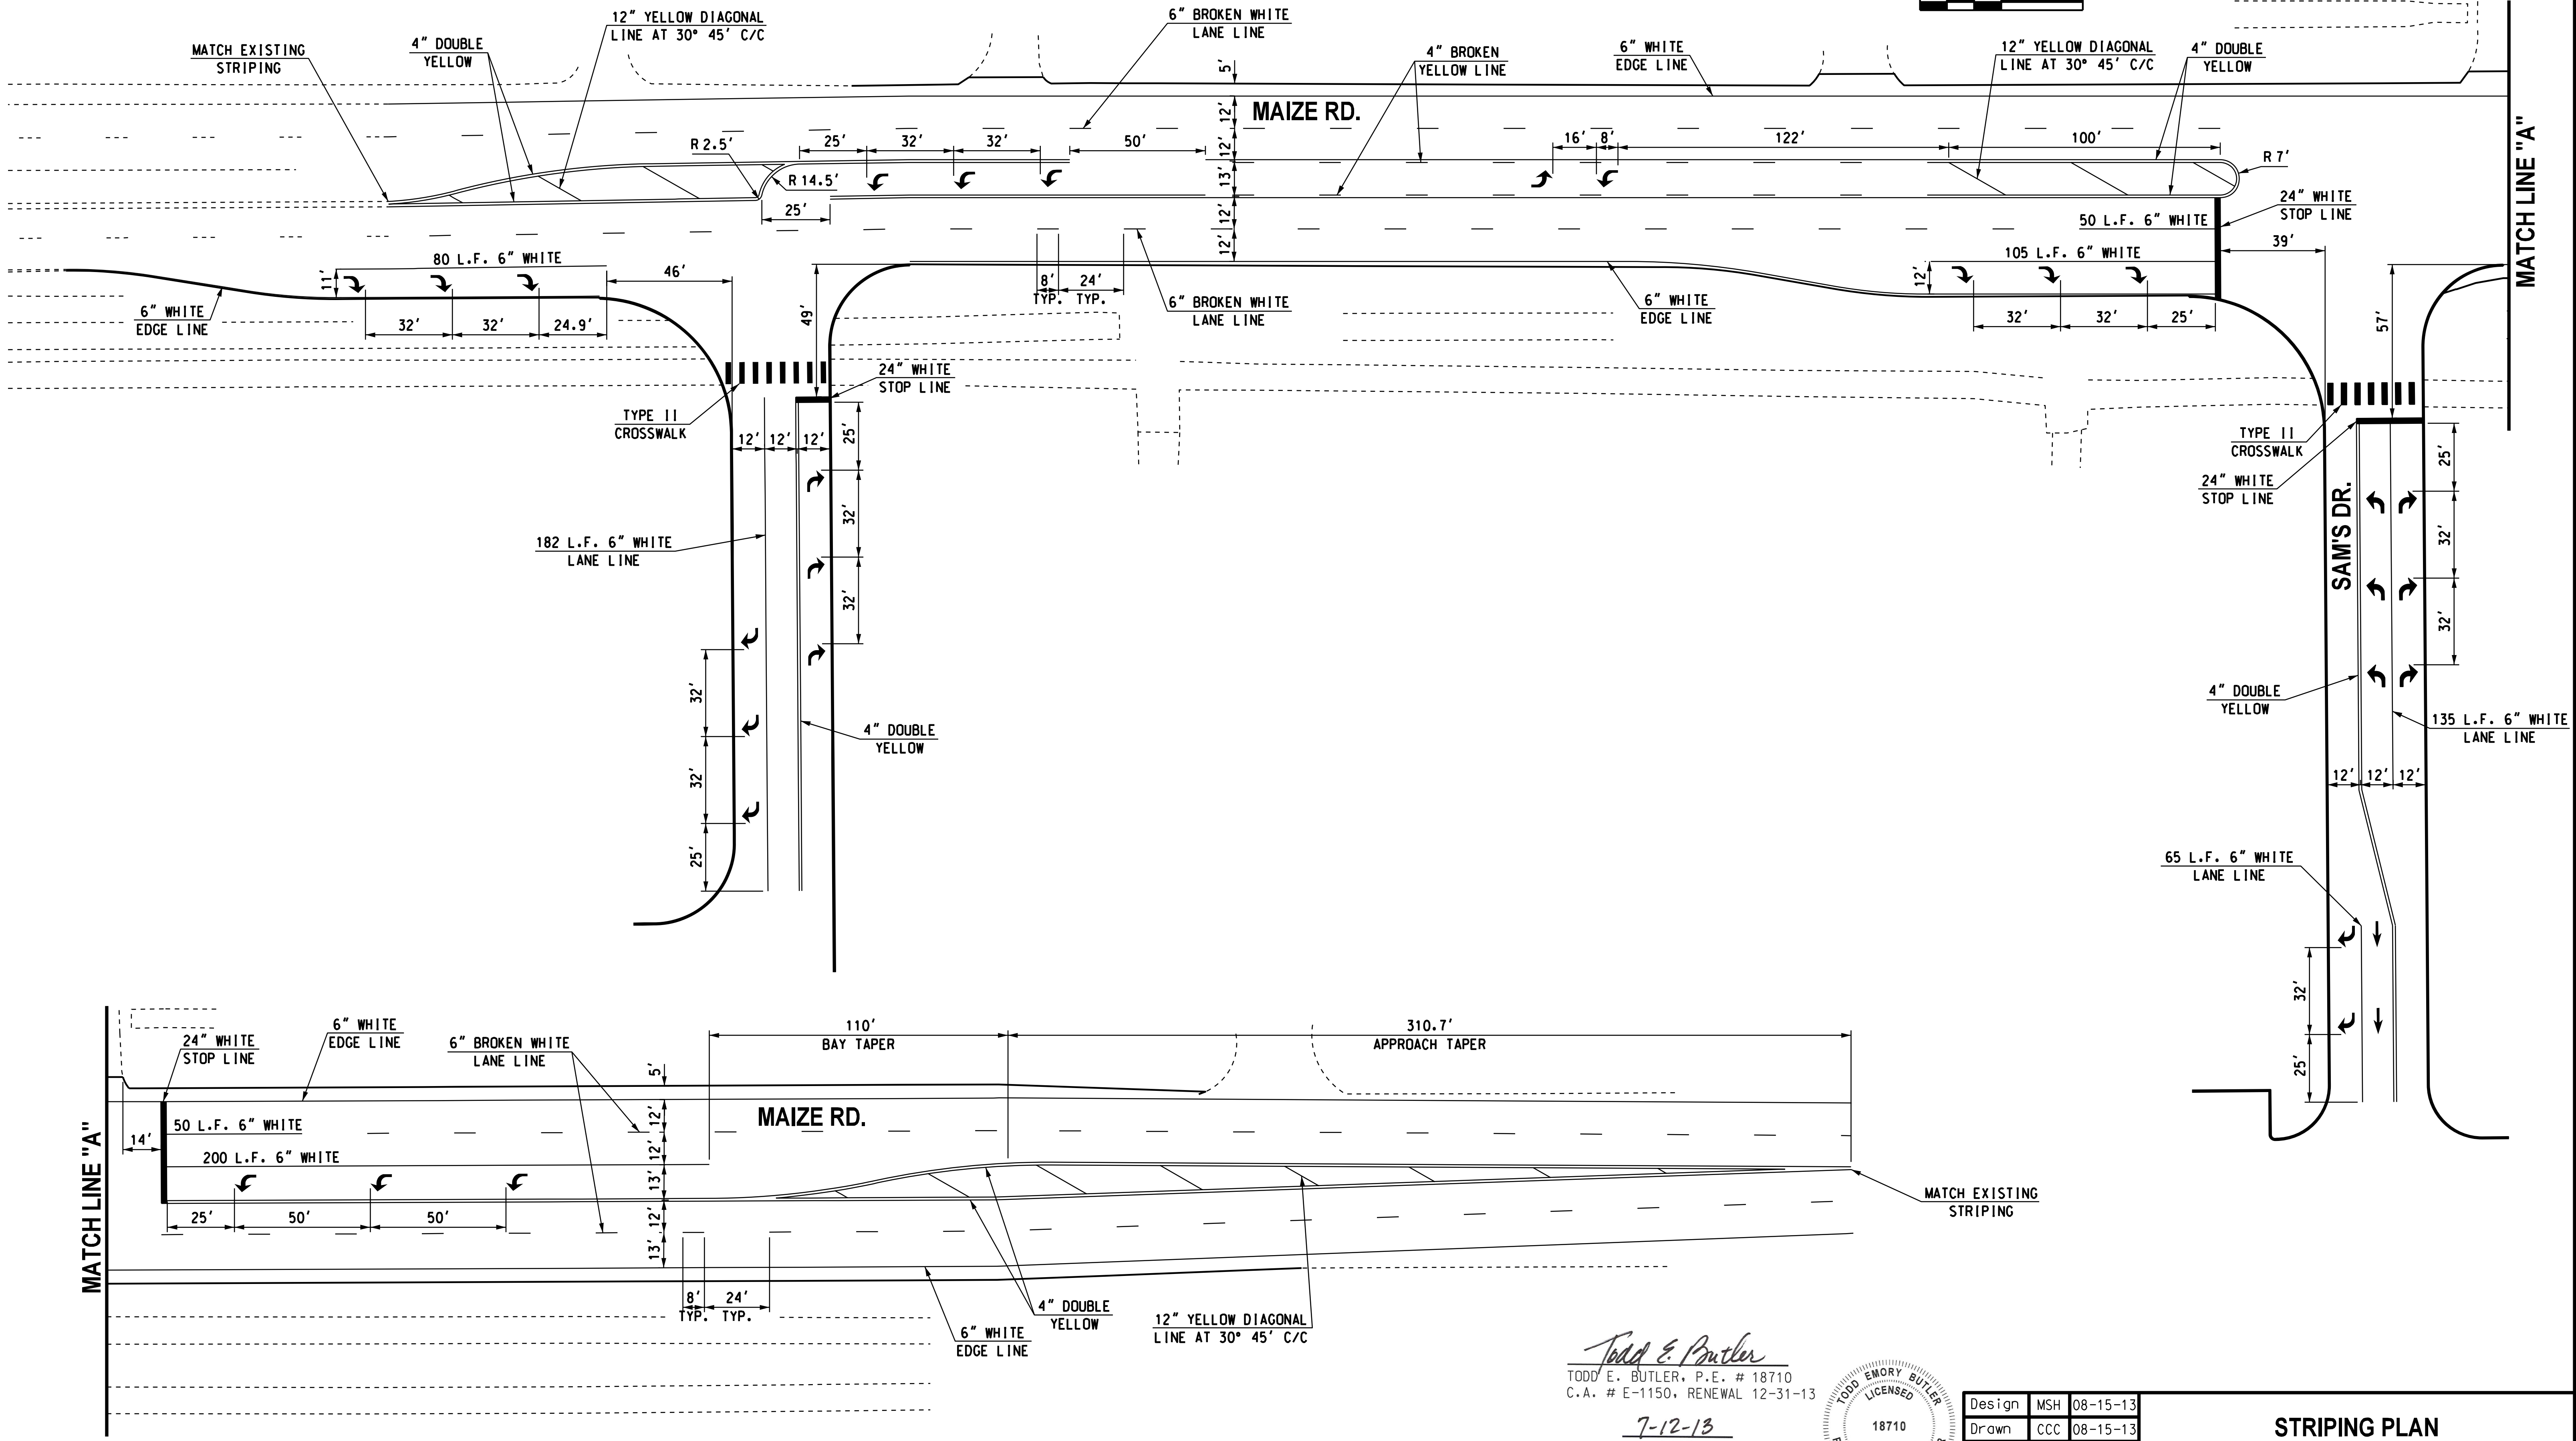 12" YELLOW DIAGONAL
LINE AT 30° 45' C/C
4" DOUBLE
YELLOW
MATCH EXISTING
STRIPING
6" BROKEN WHITE
LANE LINE
4" BROKEN
YELLOW LINE
6" WHITE
EDGE LINE
12" YELLOW DIAGONAL
LINE AT 30° 45' C/C
4" DOUBLE
YELLOW
5'
12'
12'
13'
12'
12'
MAIZE RD.
R 2.5'
25'
32'
32'
50'
R 14.5'
25'
16'
8'
122'
100'
R 7'
24" WHITE
STOP LINE
50 L.F. 6" WHITE
39'
105 L.F. 6" WHITE
12'
32'
32'
25'
MATCH LINE "A"
80 L.F. 6" WHITE
11'
46'
6" WHITE
EDGE LINE
32'
32'
24.9'
49'
8'
TYP.
24'
TYP.
6" BROKEN WHITE
LANE LINE
6" WHITE
EDGE LINE
57'
24" WHITE
STOP LINE
TYPE II
CROSSWALK
12'
12'
12'
25'
32'
32'
182 L.F. 6" WHITE
LANE LINE
32'
32'
25'
4" DOUBLE
YELLOW
TYPE II
CROSSWALK
24" WHITE
STOP LINE
SAM'S DR.
25'
32'
32'
4" DOUBLE
YELLOW
135 L.F. 6" WHITE
LANE LINE
12'
12'
12'
65 L.F. 6" WHITE
LANE LINE
32'
25'
MATCH LINE "A"
24" WHITE
STOP LINE
6" WHITE
EDGE LINE
6" BROKEN WHITE
LANE LINE
110'
BAY TAPER
310.7'
APPROACH TAPER
5'
12'
12'
13'
12'
13'
MAIZE RD.
14'
50 L.F. 6" WHITE
200 L.F. 6" WHITE
25'
50'
50'
8'
TYP.
24'
TYP.
6" WHITE
EDGE LINE
4" DOUBLE
YELLOW
12" YELLOW DIAGONAL
LINE AT 30° 45' C/C
MATCH EXISTING
STRIPING
Todd E. Butler
TODD E. BUTLER, P.E. # 18710
C.A. # E-1150, RENEWAL 12-31-13
7-12-13
TODD EMORY BUTLER
LICENSED
18710
Design MSH 08-15-13
Drawn CCC 08-15-13
STRIPING PLAN